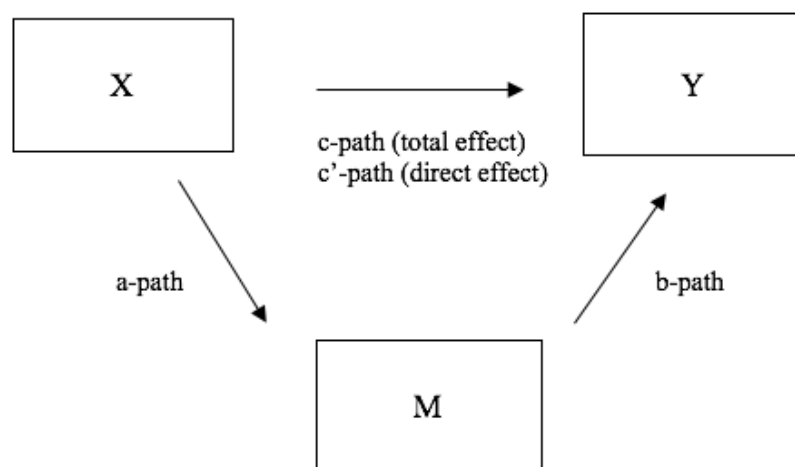 X
Y
c-path (total effect)
c’-path (direct effect)
a-path
b-path
M